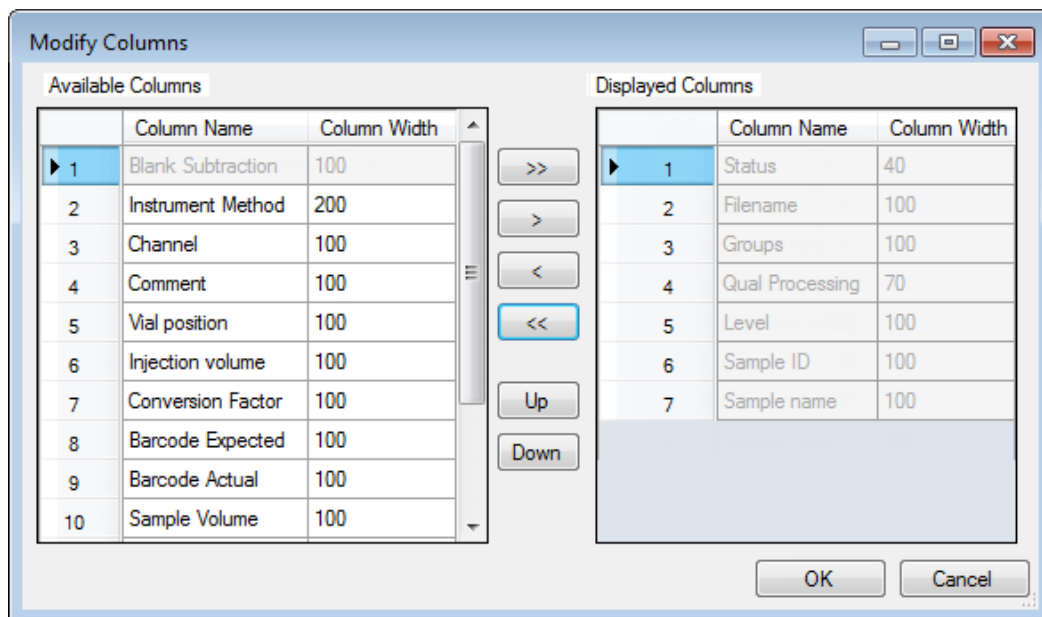 Modify Columns
Available Columns
Column Name Column Width
1 Blank Subtraction 100
2 Instrument Method 200
3 Channel 100
4 Comment 100
5 Vial position 100
6 Injection volume 100
7 Conversion Factor 100
8 Barcode Expected 100
9 Barcode Actual 100
10 Sample Volume 100
>>
>
<
<<
Up
Down
Displayed Columns
Column Name Column Width
1 Status 40
2 Filename 100
3 Groups 100
4 Qual Processing 70
5 Level 100
6 Sample ID 100
7 Sample name 100
OK Cancel